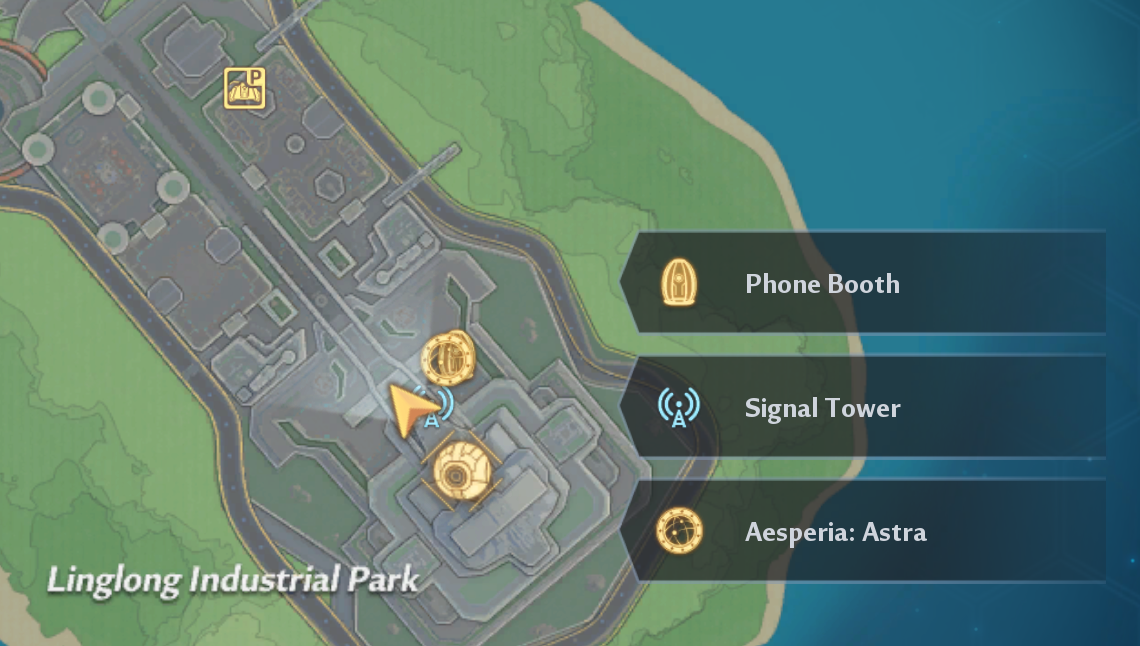 P
Phone Booth
Signal Tower
A
A
Aesperia: Astra
Linglong Industrial Park